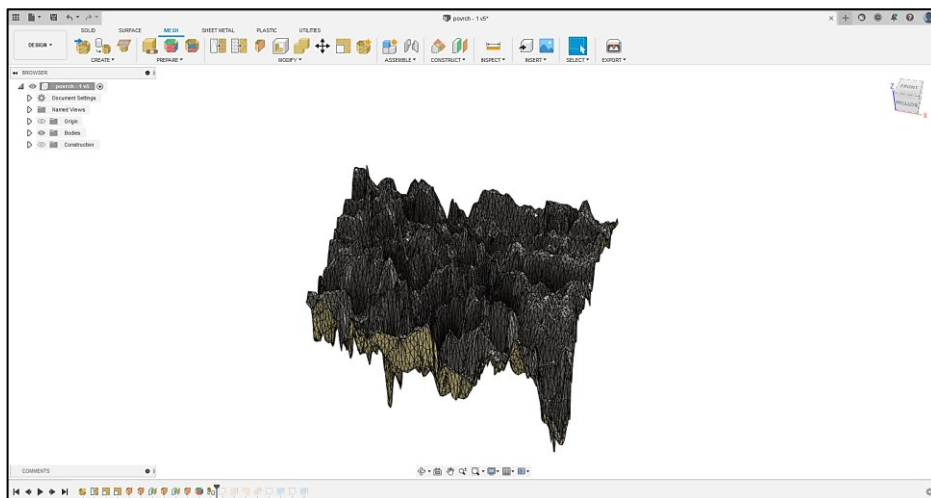 povrch - 1 v5*
SOLID SURFACE MESH SHEET METAL PLASTIC UTILITIES
DESIGN
CREATE PREPARE MODIFY ASSEMBLE CONSTRUCT INSPECT INSERT SELECT EXPORT
BROWSER
povrch - 1 v5
Document Settings
Named Views
Origin
Bodies
Construction
FRONT
BOTTOM
Z
X
COMMENTS